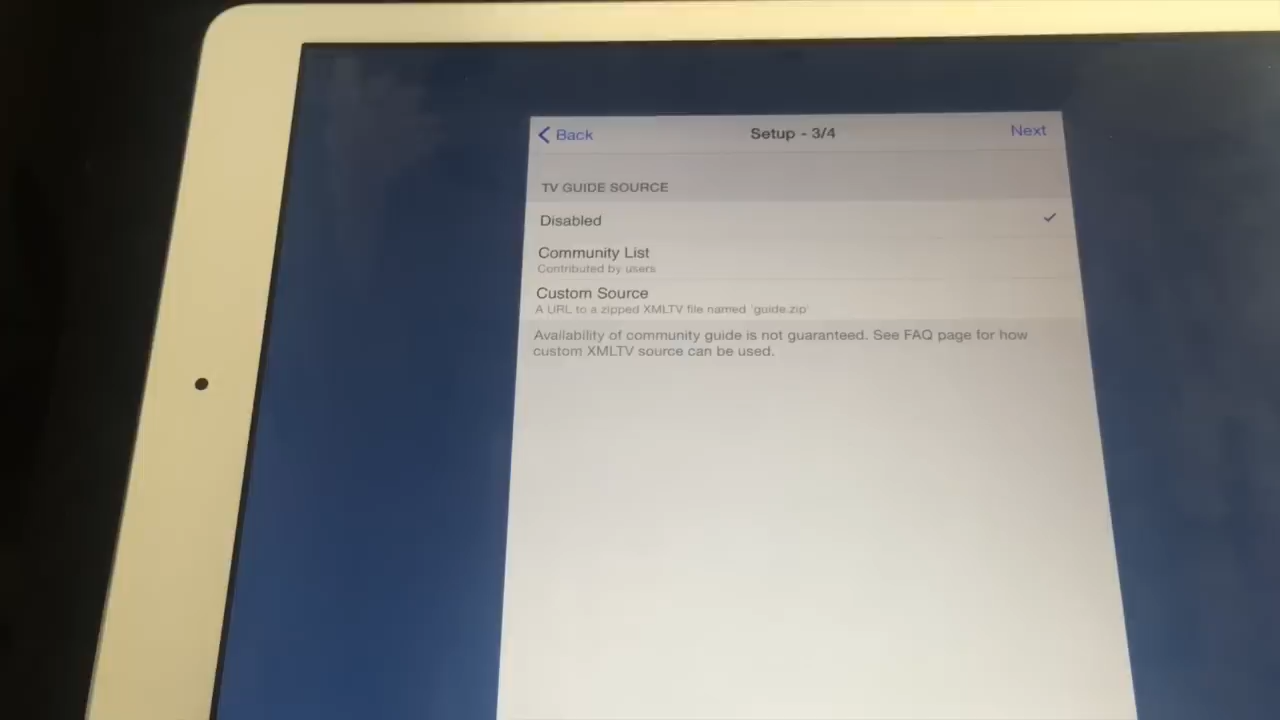 Back
Setup - 3/4
Next
TV GUIDE SOURCE
Disabled
Community List
Contributed by users
Custom Source
A URL to a zipped XMLTV file named 'guide.zip'
Availability of community guide is not guaranteed. See FAQ page for how
custom XMLTV source can be used.